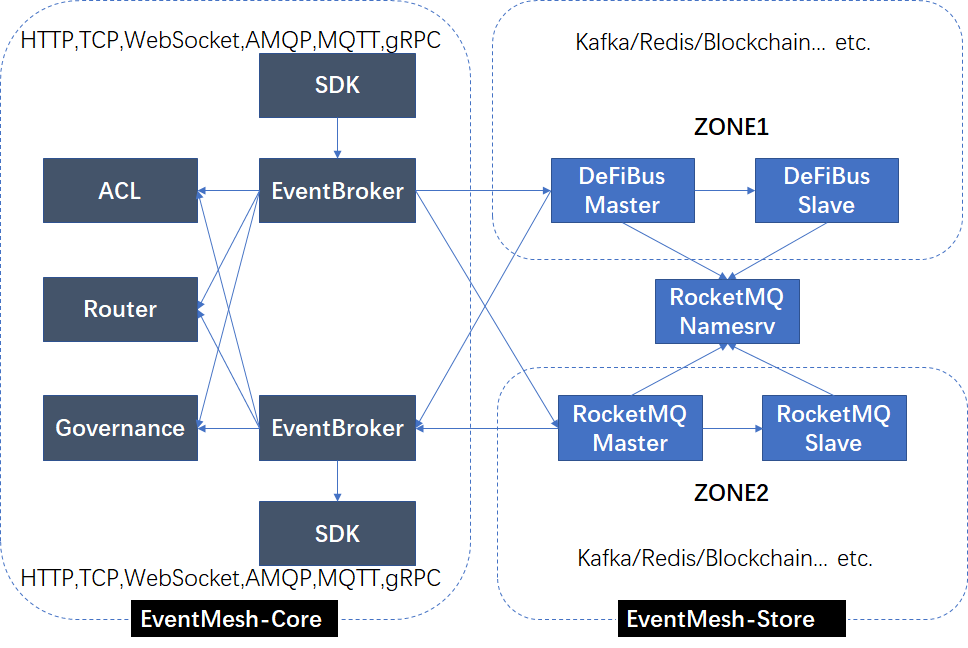 HTTP,TCP,WebSocket,AMQP,MQTT,gRPC
SDK
EventBroker
ACL
Router
Governance
EventBroker
SDK
HTTP,TCP,WebSocket,AMQP,MQTT,gRPC
EventMesh-Core
Kafka/Redis/Blockchain... etc.
ZONE1
DeFiBus
Master
DeFiBus
Slave
RocketMQ
Namesrv
RocketMQ
Master
RocketMQ
Slave
ZONE2
Kafka/Redis/Blockchain... etc.
EventMesh-Store